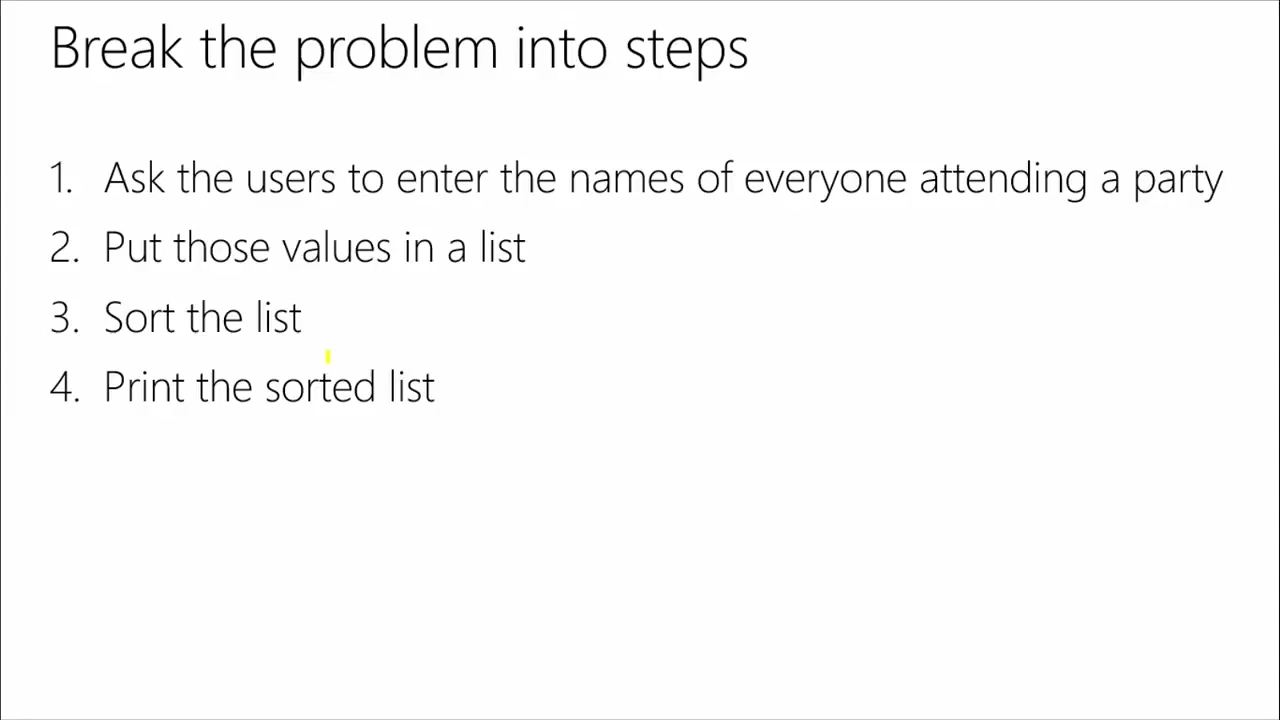 Break the problem into steps
1. Ask the users to enter the names of everyone attending a party
2. Put those values in a list
3. Sort the list
4. Print the sorted list